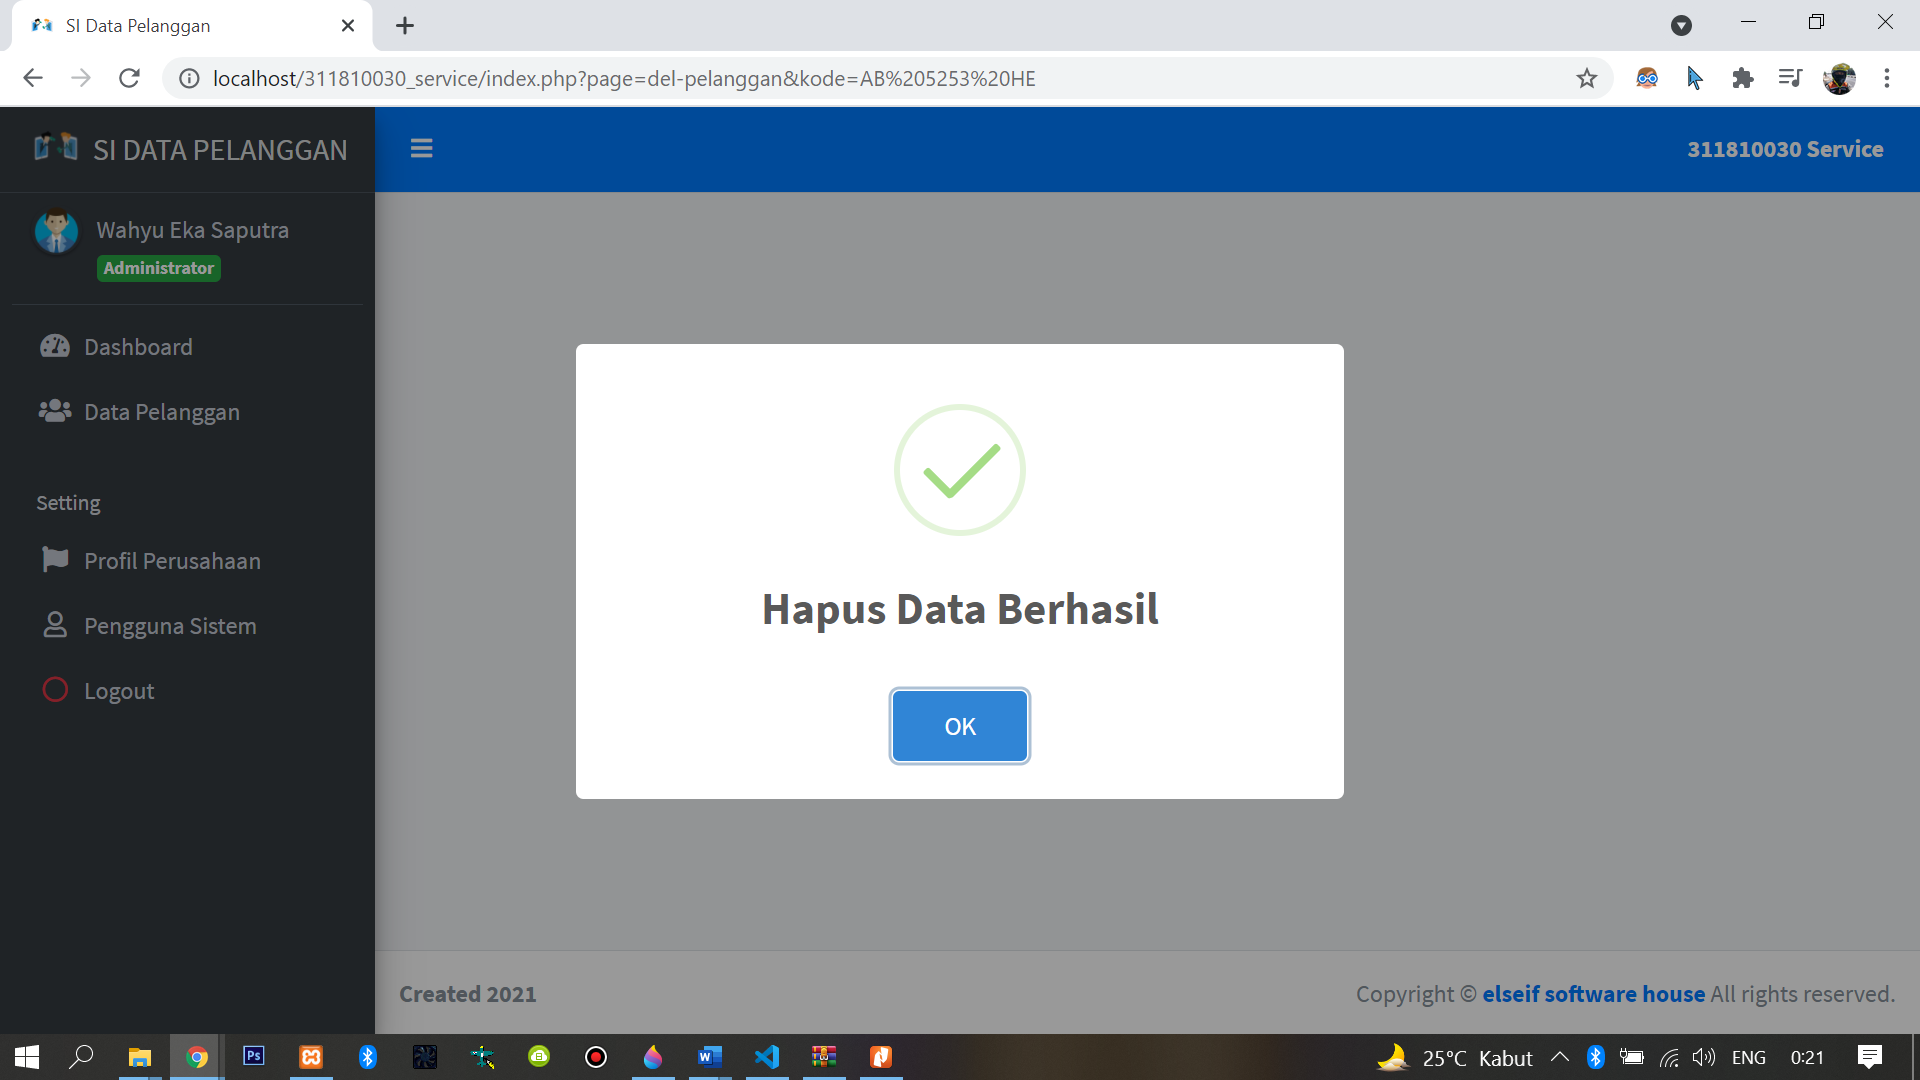 SI Data Pelanggan
localhost/311810030_service/index.php?page=del-pelanggan&kode=AB%205253%20HE
SI DATA PELANGGAN
311810030 Service
Wahyu Eka Saputra
Administrator
Dashboard
Data Pelanggan
Setting
Profil Perusahaan
Pengguna Sistem
Logout
Hapus Data Berhasil
OK
Created 2021
Copyright © elseif software house All rights reserved.
Ps
W
25°C Kabut
ENG
0:21